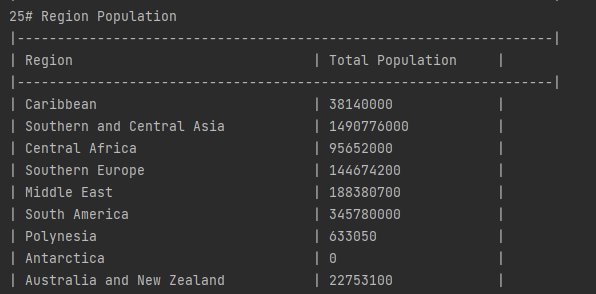 25# Region Population
|-------------------------------------------------------------------|
| Region                              | Total Population     |
|-------------------------------------------------------------------|
| Caribbean                           | 38140000             |
| Southern and Central Asia           | 1490776000           |
| Central Africa                      | 95652000             |
| Southern Europe                     | 144674200            |
| Middle East                         | 188380700            |
| South America                       | 345780000            |
| Polynesia                           | 633050               |
| Antarctica                          | 0                    |
| Australia and New Zealand           | 22753100             |